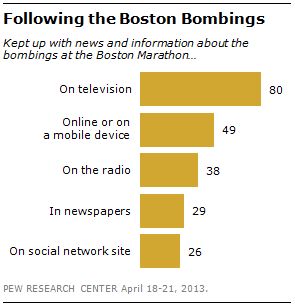 Following the Boston Bombings
Kept up with news and information about the
bombings at the Boston Marathon...
On television 80
Online or on
a mobile device 49
On the radio 38
In newspapers 29
On social network site 26
PEW RESEARCH CENTER April 18-21, 2013.